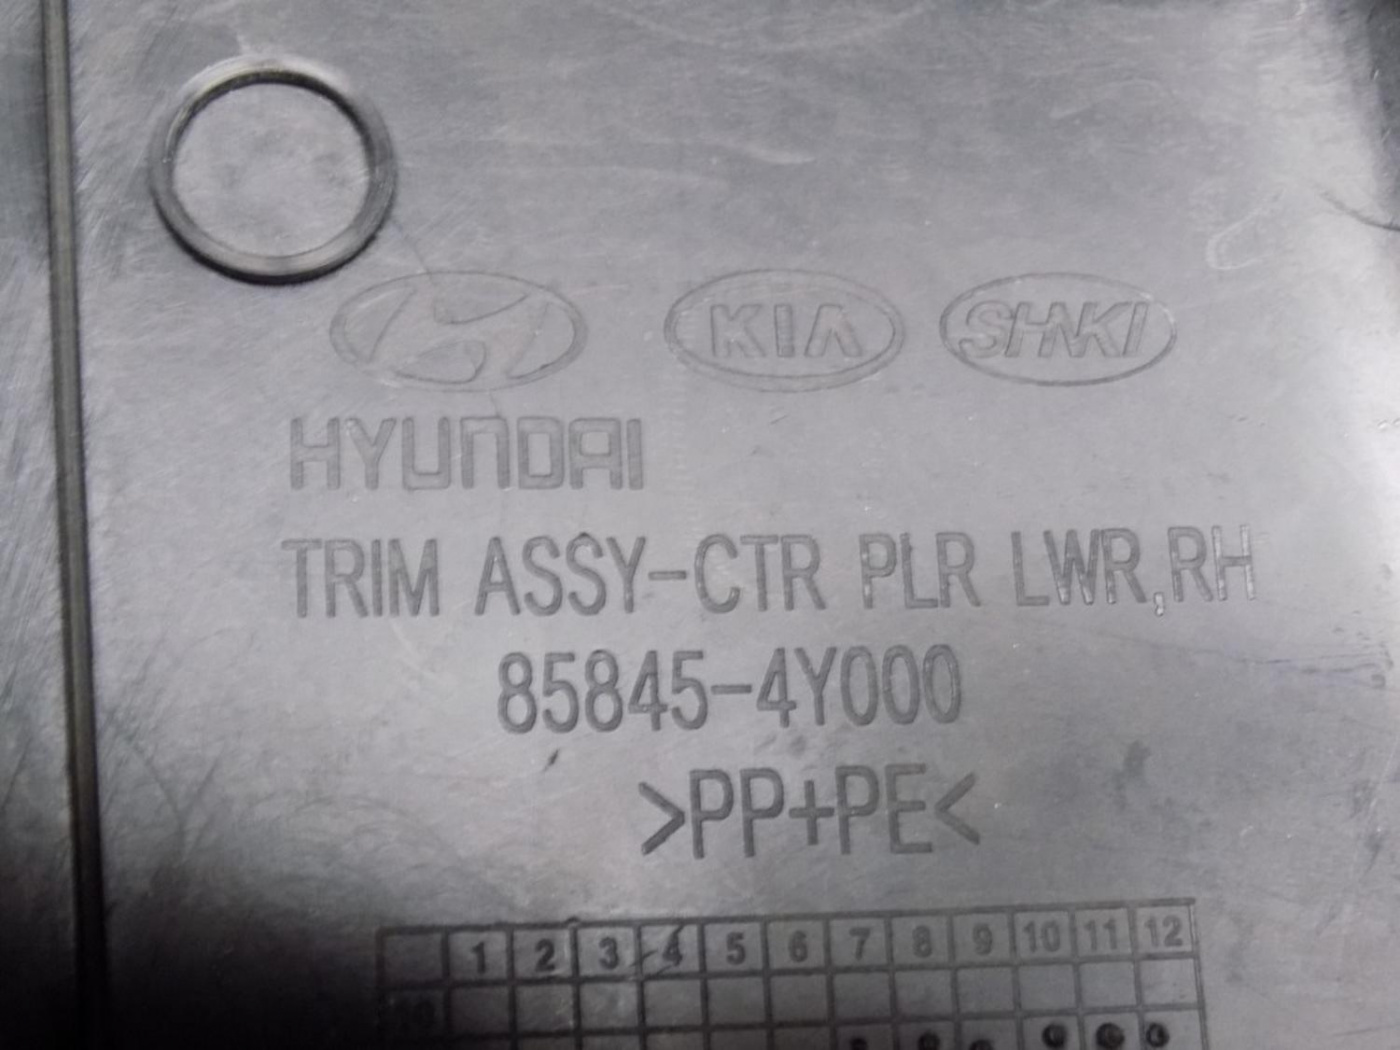 KIA SHNKI
HYUNDAI
TRIM ASSY-CTR PLR LWR,RH
85845-4Y000
>PP+PE<
1 2 3 4 5 6 7 8 9 10 11 12